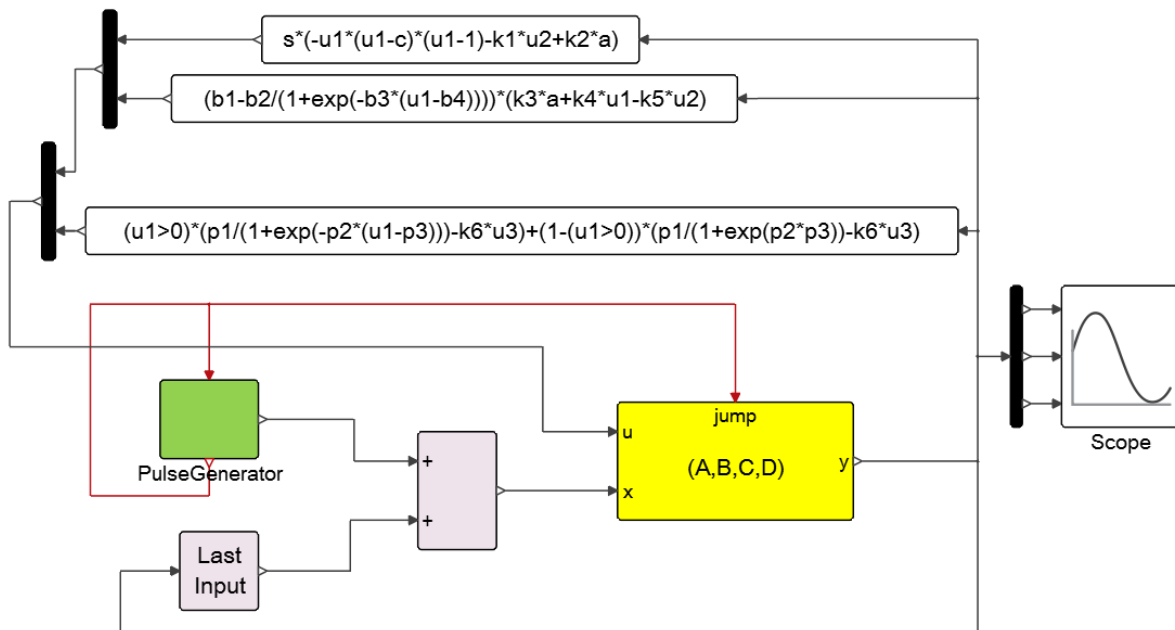 s*(-u1*(u1-c)*(u1-1)-k1*u2+k2*a)
(b1-b2/(1+exp(-b3*(u1-b4))))*(k3*a+k4*u1-k5*u2)
(u1>0)*(p1/(1+exp(-p2*(u1-p3)))-k6*u3)+(1-(u1>0))*(p1/(1+exp(p2*p3))-k6*u3)
PulseGenerator
+
+
Last
Input
jump
u
(A,B,C,D)
y
x
Scope